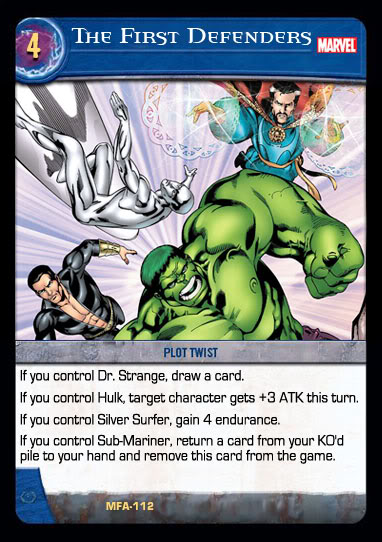 4
The First Defenders
MARVEL
PLOT TWIST
If you control Dr. Strange, draw a card.
If you control Hulk, target character gets +3 ATK this turn.
If you control Silver Surfer, gain 4 endurance.
If you control Sub-Mariner, return a card from your KO'd
pile to your hand and remove this card from the game.
MFA-112